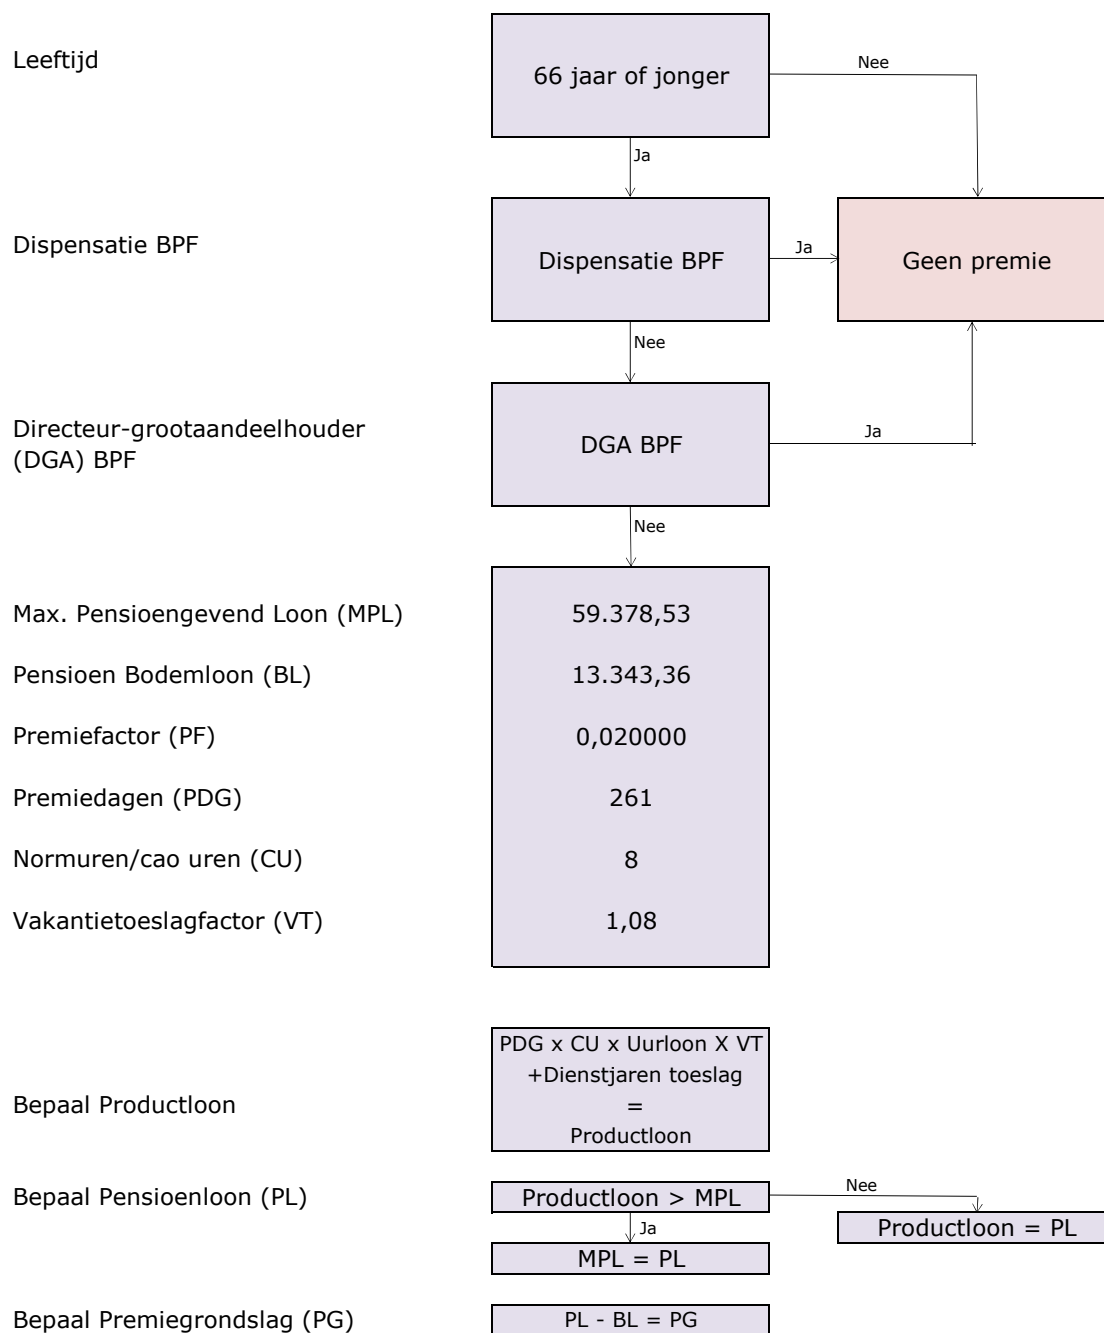 Leeftijd
66 jaar of jonger
Nee
Ja
Dispensatie BPF
Dispensatie BPF
Ja
Geen premie
Nee
Directeur-grootaandeelhouder
(DGA) BPF
DGA BPF
Ja
Nee
Max. Pensioengevend Loon (MPL)
59.378,53
Pensioen Bodemloon (BL)
13.343,36
Premiefactor (PF)
0,020000
Premiedagen (PDG)
261
Normuren/cao uren (CU)
8
Vakantietoeslagfactor (VT)
1,08
Bepaal Productloon
PDG x CU x Uurloon X VT
+Dienstjaren toeslag
=
Productloon
Bepaal Pensioenloon (PL)
Productloon > MPL
Nee
Productloon = PL
Ja
MPL = PL
Bepaal Premiegrondslag (PG)
PL - BL = PG